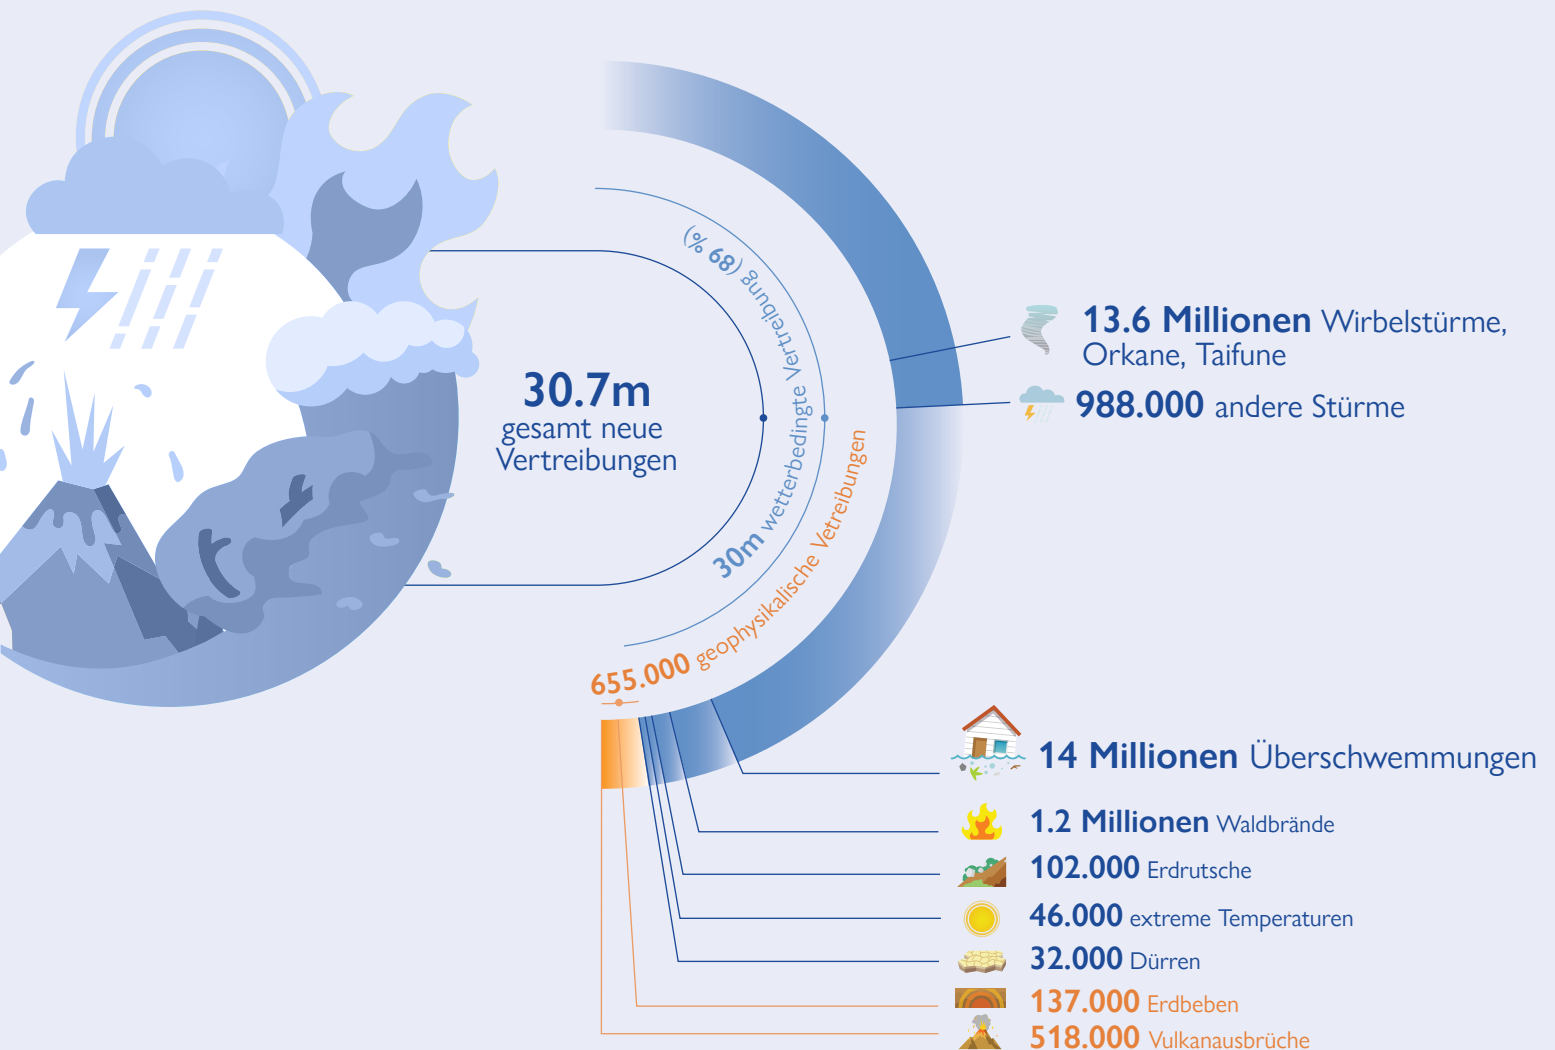 30.7m
gesamt neue
Vertreibungen
30m wetterbedingte Vertreibung (89 %)
655.000 geophysikalische Vetreibungen
13.6 Millionen Wirbelstürme,
Orkane, Taifune
988.000 andere Stürme
14 Millionen Überschwemmungen
1.2 Millionen Waldbrände
102.000 Erdrutsche
46.000 extreme Temperaturen
32.000 Dürren
137.000 Erdbeben
518.000 Vulkanausbrüche